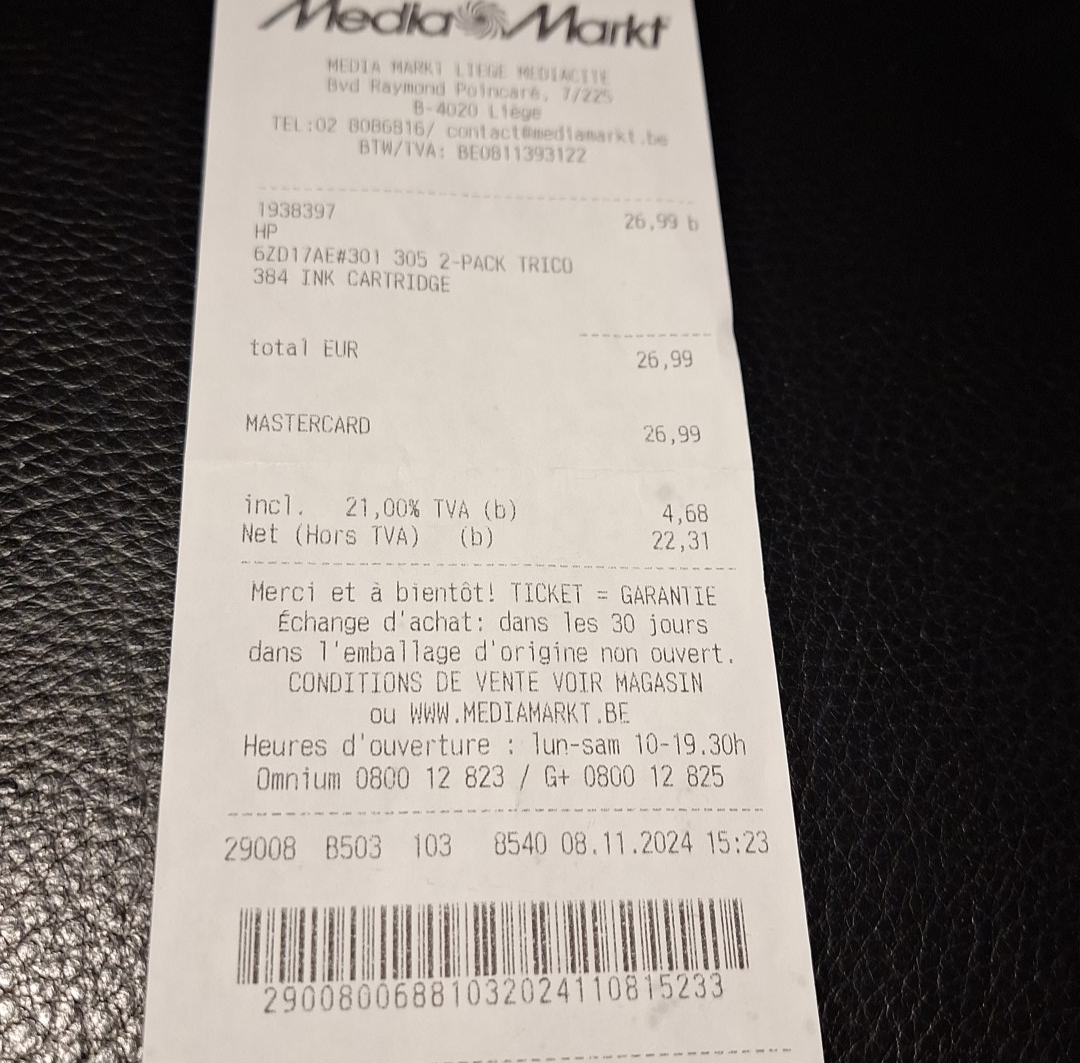 Media Markt
MEDIA MARKT LIEGE MEDIACITE
Bvd Raymond Poincaré, 7/225
B-4020 Liège
TEL:02 8086816/ contact@mediamarkt.be
BTW/TVA: BE0811393122
1938397 26,99 b
HP
6ZD17AE#301 305 2-PACK TRICO
384 INK CARTRIDGE
total EUR 26,99
MASTERCARD 26,99
incl. 21,00% TVA (b) 4,68
Net (Hors TVA) (b) 22,31
Merci et à bientôt! TICKET = GARANTIE
Échange d'achat: dans les 30 jours
dans l'emballage d'origine non ouvert.
CONDITIONS DE VENTE VOIR MAGASIN
ou WWW.MEDIAMARKT.BE
Heures d'ouverture : lun-sam 10-19.30h
Omnium 0800 12 823 / G+ 0800 12 825
29008 B503 103 8540 08.11.2024 15:23
29008006881032024110815233